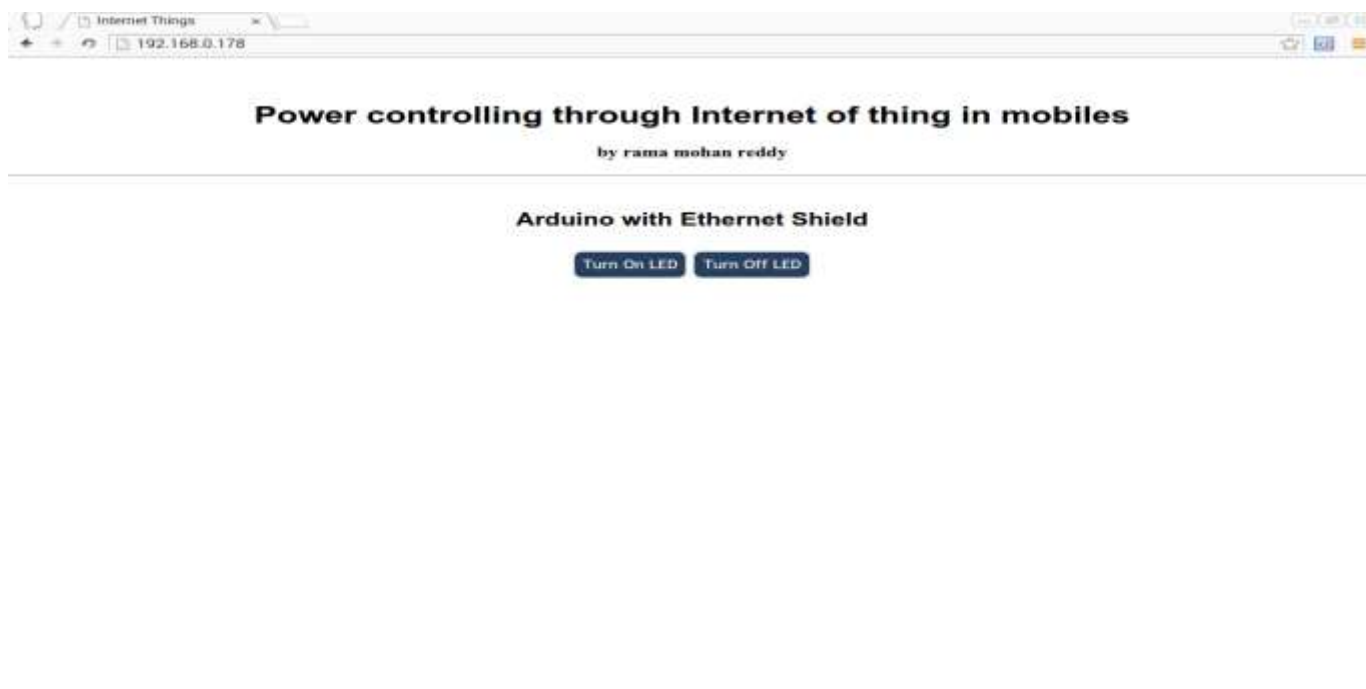 Internet Things
192.168.0.178
Power controlling through Internet of thing in mobiles
by rama mohan reddy
Arduino with Ethernet Shield
Turn On LED Turn Off LED